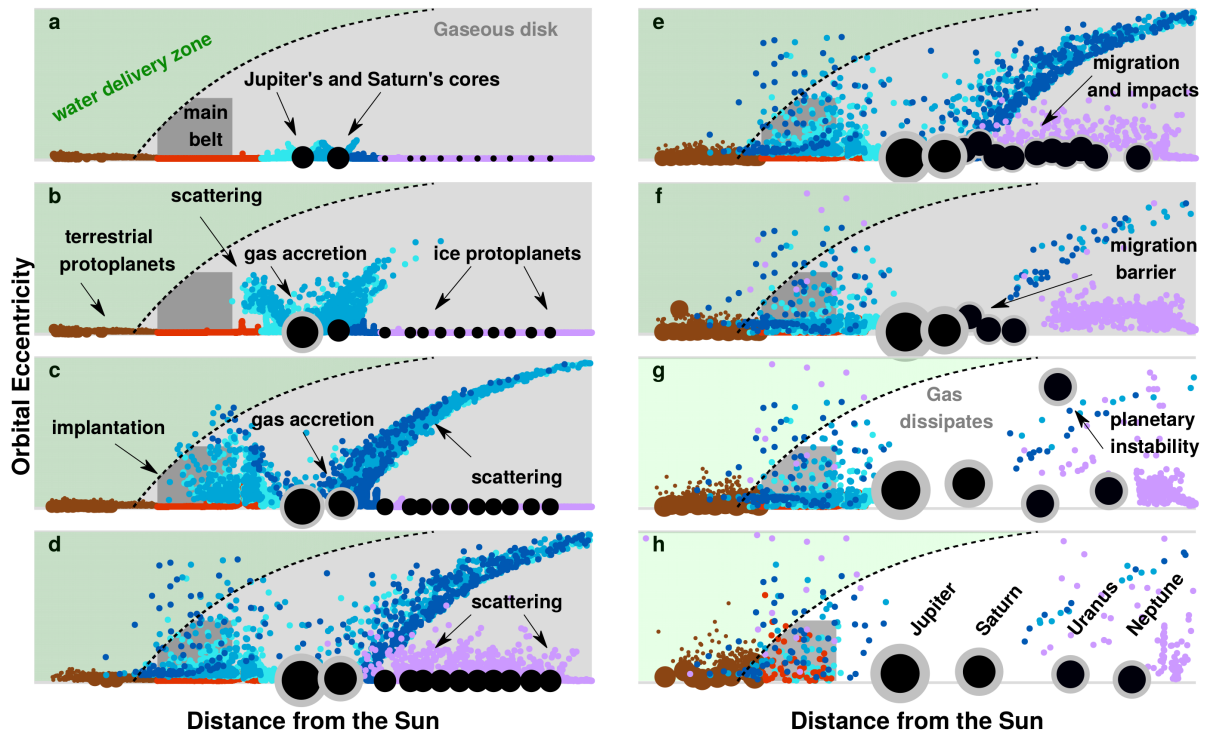 a
Gaseous disk
water delivery zone
Jupiter's and Saturn's cores
main
belt
b
scattering
terrestrial
protoplanets
gas accretion
ice protoplanets
c
implantation
gas accretion
scattering
d
scattering
Orbital Eccentricity
Distance from the Sun
e
migration
and impacts
f
migration
barrier
g
Gas
dissipates
planetary
instability
h
Jupiter
Saturn
Uranus
Neptune
Distance from the Sun